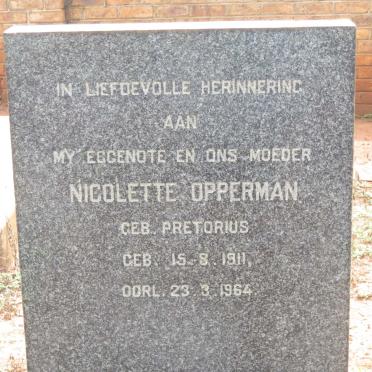 IN LIEFDEVOLLE HERINNERING
AAN
MY EGGENOTE EN ONS MOEDER
NICOLETTE OPPERMAN
GEB. PRETORIUS
GEB. 15.8.1911
OORL. 23.3.1964